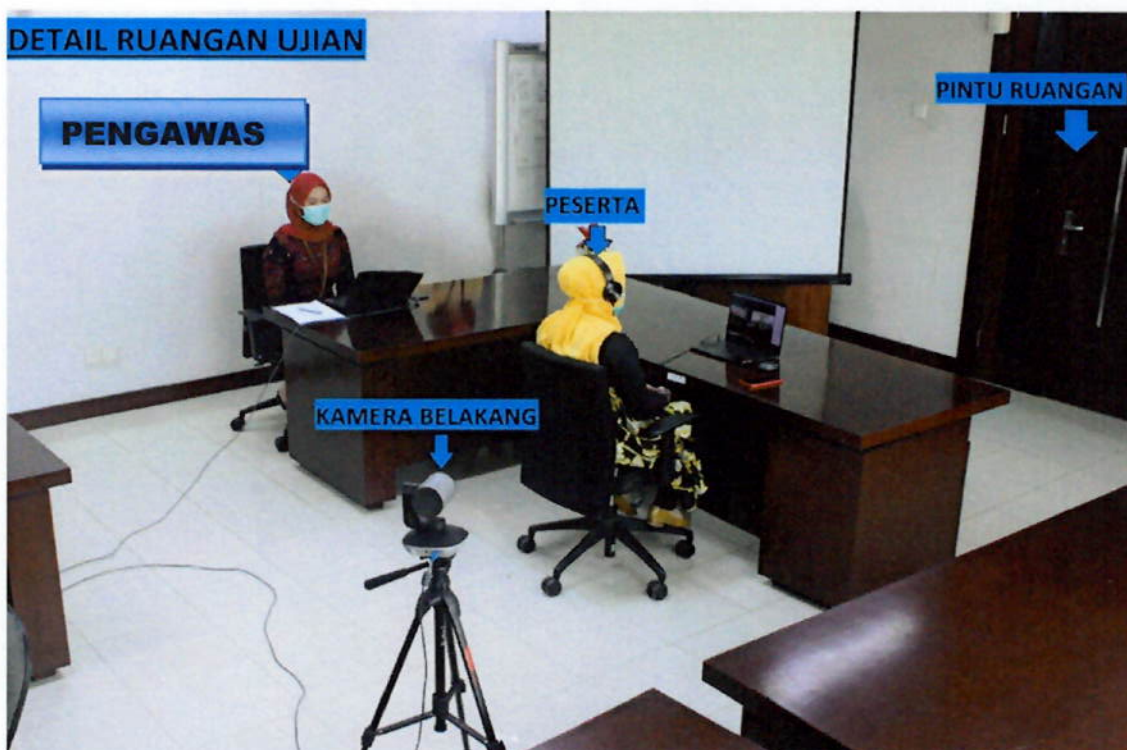 DETAIL RUANGAN UJIAN
PENGAWAS
PINTU RUANGAN
PESERTA
KAMERA BELAKANG